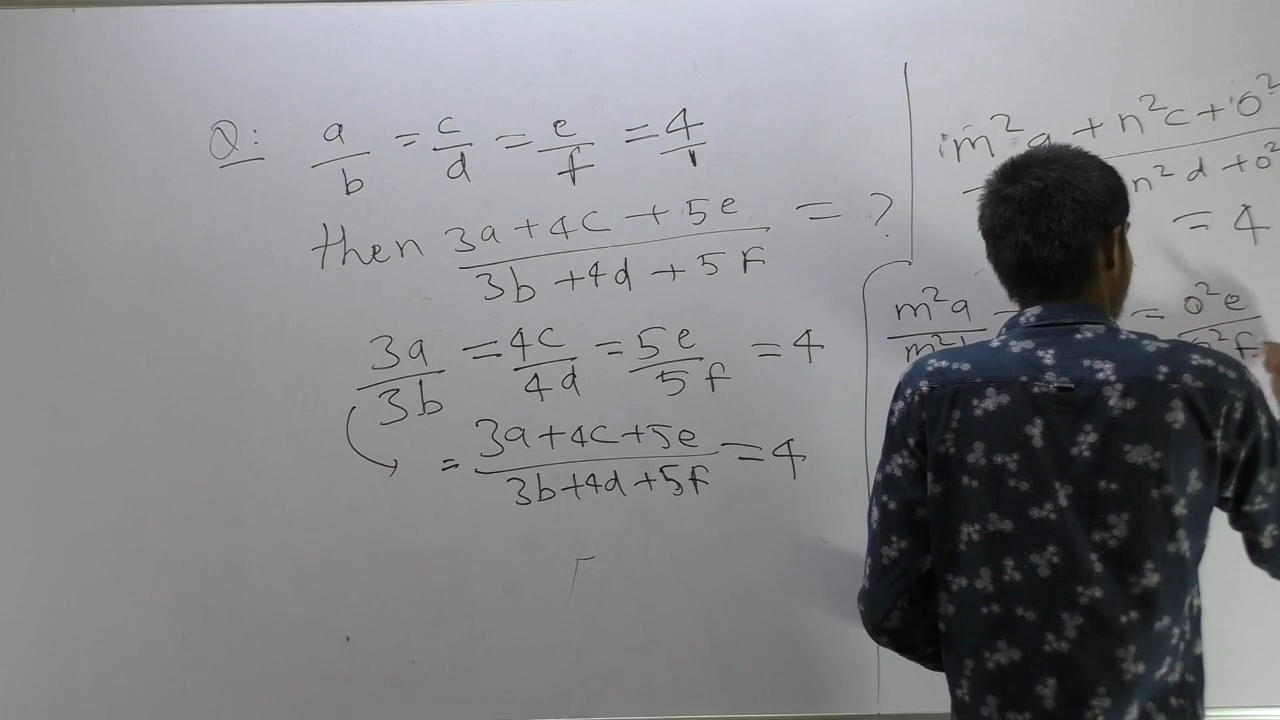 Q: a/b = c/d = e/f = 4/1
then 3a+4c+5e/3b+4d+5f = ?
3a/3b = 4c/4d = 5e/5f = 4
= 3a+4c+5e/3b+4d+5f = 4
m²a + n²c + o²
n²d + o²
= 4
m²a = o²e
m² o²f